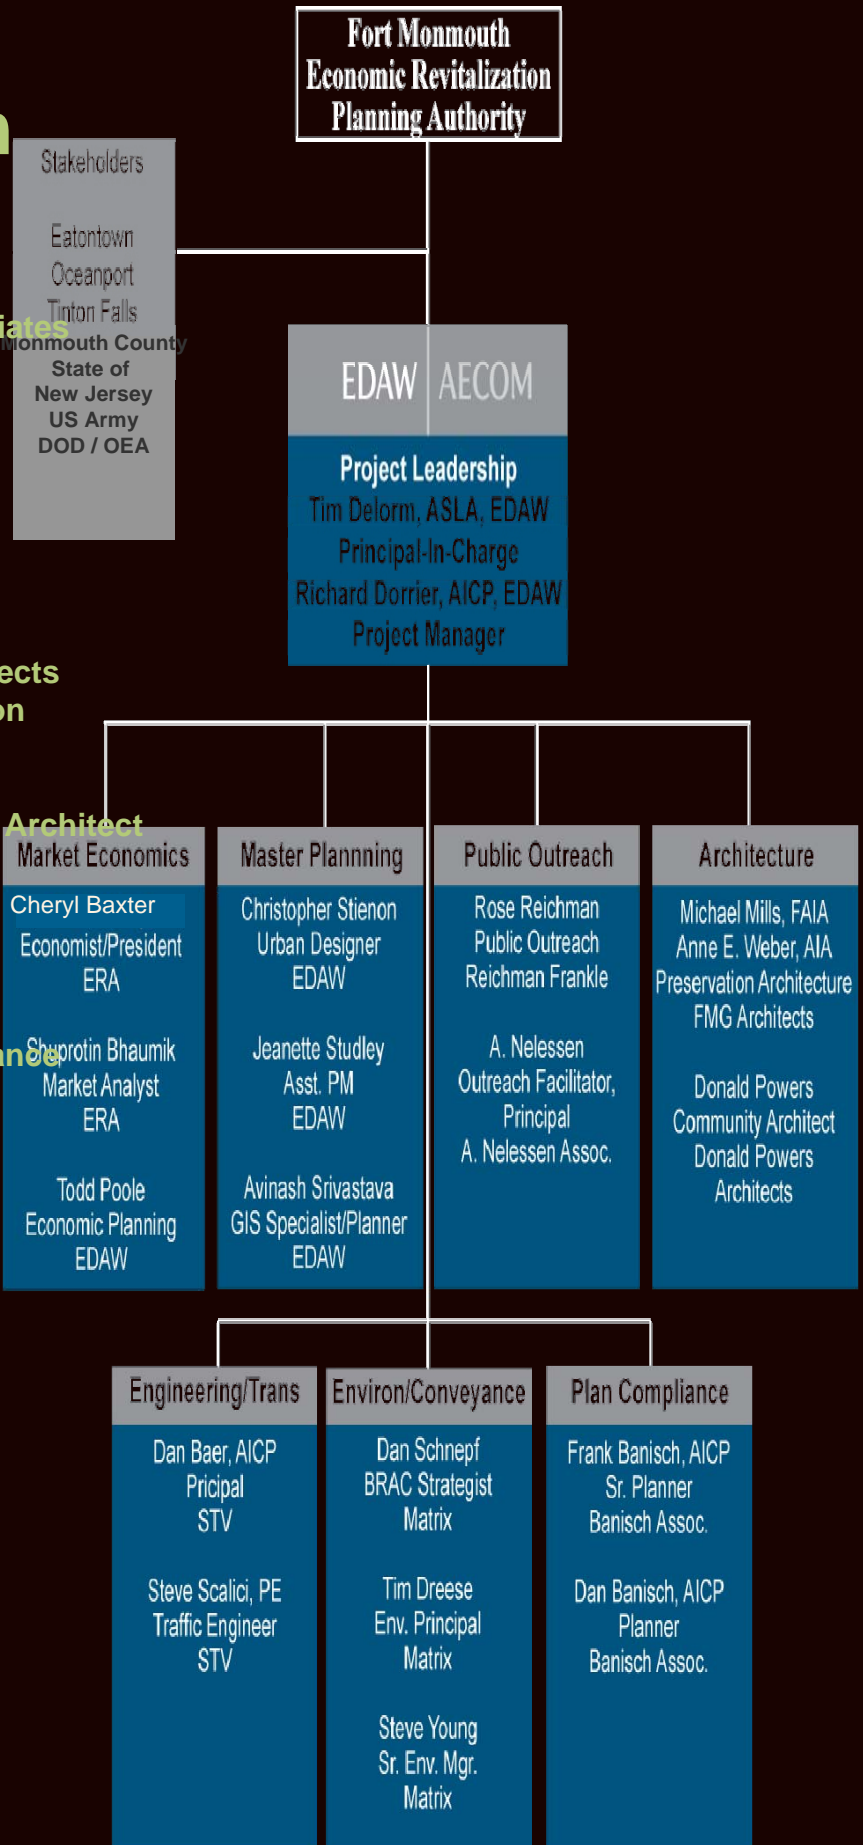 Fort Monmouth
Economic Revitalization
Planning Authority
n
Stakeholders
Eatontown
Oceanport
Tinton Falls
iates
Monmouth County
State of
New Jersey
US Army
DOD / OEA
EDAW AECOM
Project Leadership
Tim Delorm, ASLA, EDAW
Principal-In-Charge
Richard Dorrier, AICP, EDAW
Project Manager
ects
on
Architect
Market Economics
Cheryl Baxter
Economist/President
ERA
Shuprotin Bhaumik
ance
Market Analyst
ERA
Todd Poole
Economic Planning
EDAW
Master Plannning
Christopher Stienon
Urban Designer
EDAW
Jeanette Studley
Asst. PM
EDAW
Avinash Srivastava
GIS Specialist/Planner
EDAW
Public Outreach
Rose Reichman
Public Outreach
Reichman Frankle
A. Nelessen
Outreach Facilitator,
Principal
A. Nelessen Assoc.
Architecture
Michael Mills, FAIA
Anne E. Weber, AIA
Preservation Architecture
FMG Architects
Donald Powers
Community Architect
Donald Powers
Architects
Engineering/Trans
Dan Baer, AICP
Pricipal
STV
Steve Scalici, PE
Traffic Engineer
STV
Environ/Conveyance
Dan Schnepf
BRAC Strategist
Matrix
Tim Dreese
Env. Principal
Matrix
Steve Young
Sr. Env. Mgr.
Matrix
Plan Compliance
Frank Banisch, AICP
Sr. Planner
Banisch Assoc.
Dan Banisch, AICP
Planner
Banisch Assoc.